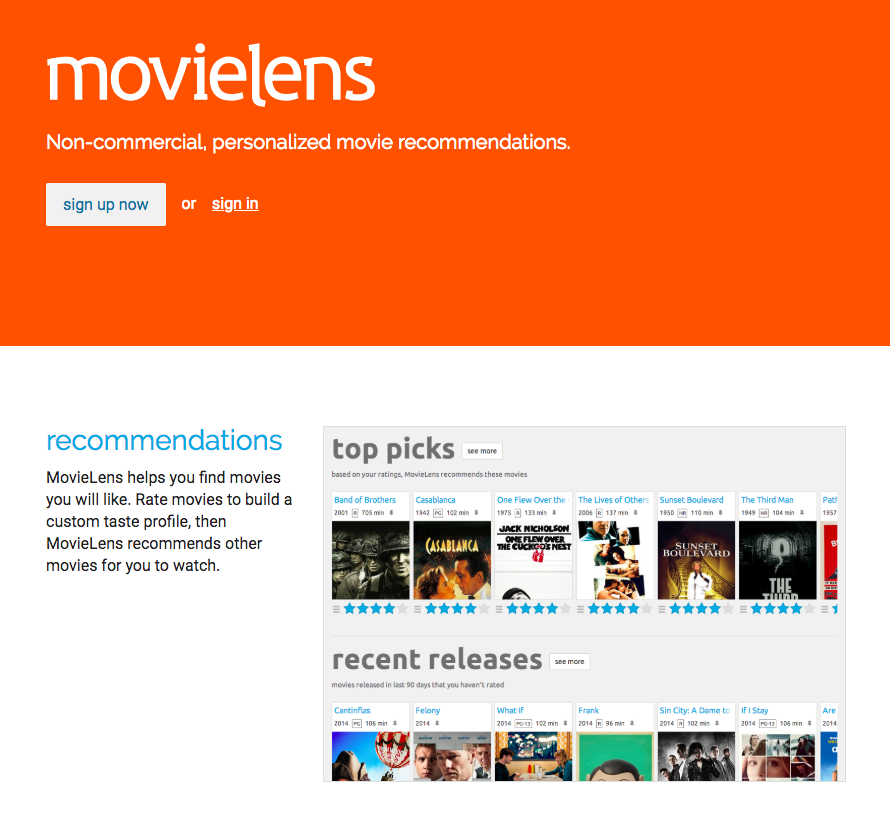 movielens
Non-commercial, personalized movie recommendations.
sign up now or sign in
recommendations
MovieLens helps you find movies
you will like. Rate movies to build a
custom taste profile, then
MovieLens recommends other
movies for you to watch.
top picks see more
based on your ratings, MovieLens recommends these movies
Band of Brothers Casablanca One Flew Over the The Lives of Others Sunset Boulevard The Third Man Path
2001 R 705 min 1942 PG 102 min 1975 R 133 min 2006 R 137 min 1950 NR 110 min 1949 NR 104 min 1957
JACK NICHOLSON
ONE FLEW OVER
THE CUCKOO'S NEST
CASABLANCA
SUNSET
BOULEVARD
THE
THIRD
recent releases see more
movies released in last 90 days that you haven't rated
Cantinflas Felony What If Frank Sin City: A Dame to If I Stay Are
2014 PG 106 min 2014 2014 PG-13 102 min 2014 R 96 min 2014 R 102 min 2014 PG-13 106 min 2014